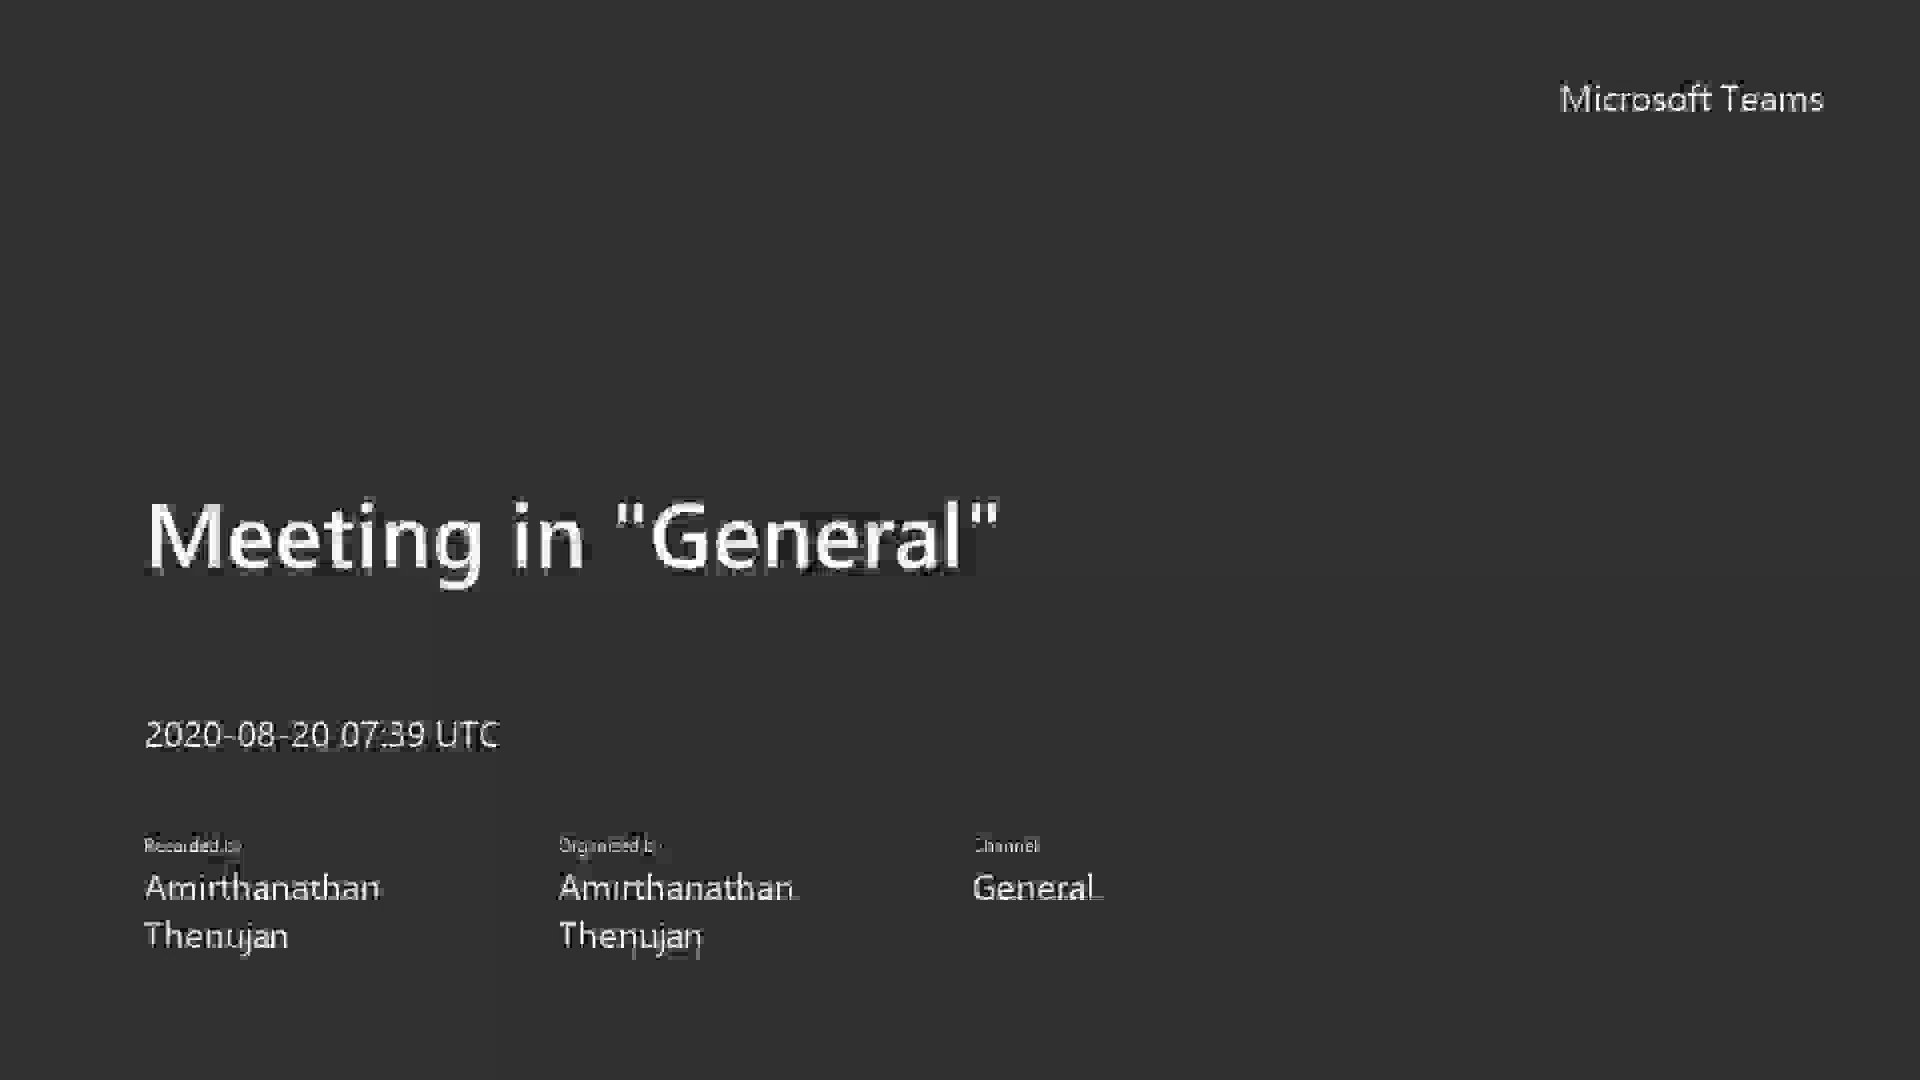 Microsoft Teams
Meeting in "General"
2020-08-20 07:39 UTC
Recorded by
Organized by
Channel
Amirthanathan
Thenujan
Amirthanathan
Thenujan
General